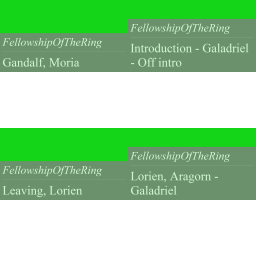 FellowshipOfTheRing
Gandalf, Moria
FellowshipOfTheRing
Introduction - Galadriel
- Off intro
FellowshipOfTheRing
Leaving, Lorien
FellowshipOfTheRing
Lorien, Aragorn -
Galadriel